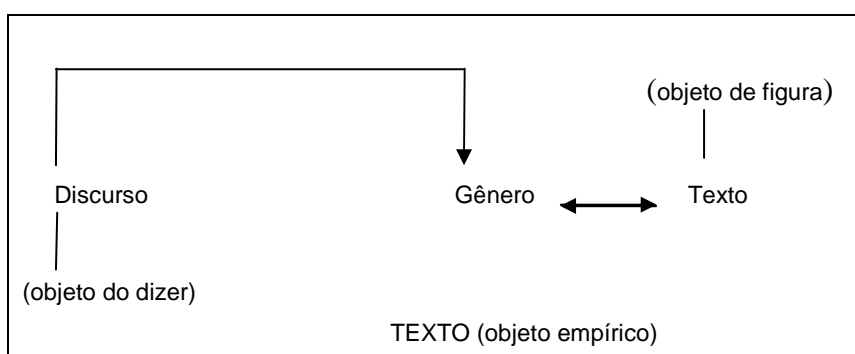 (objeto de figura)
Discurso Gênero Texto
(objeto do dizer)
TEXTO (objeto empírico)